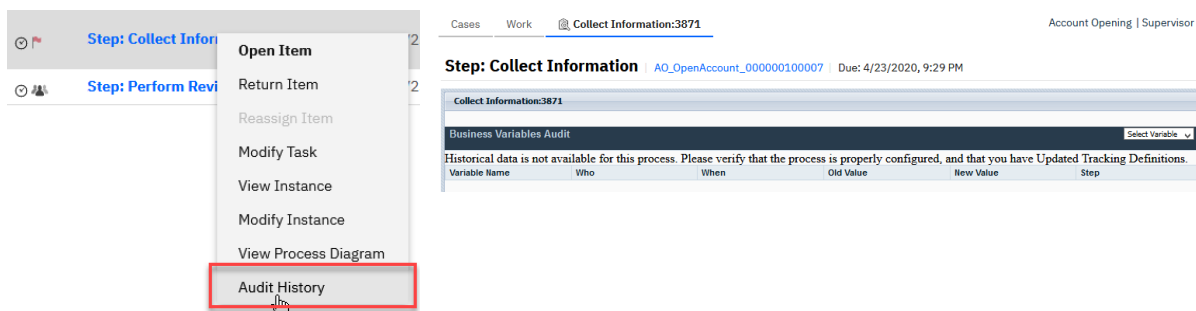 Step: Collect Infor
'2
Open Item
Step: Perform Revi
'2
Return Item
Reassign Item
Modify Task
View Instance
Modify Instance
View Process Diagram
Audit History
Cases Work Collect Information:3871 Account Opening | Supervisor
Step: Collect Information AO_OpenAccount_000000100007 Due: 4/23/2020, 9:29 PM
Collect Information:3871
Business Variables Audit Select Variable
Historical data is not available for this process. Please verify that the process is properly configured, and that you have Updated Tracking Definitions.
Variable Name Who When Old Value New Value Step